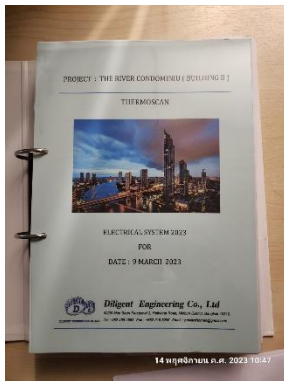 PROJECT : THE RIVER CONDOMINIU ( BUILDING B )
THERMOSCAN
ELECTRICAL SYSTEM 2023
FOR
DATE : 9 MARCH 2023
Diligent Engineering Co., Ltd
14 พฤศจิกายน ค.ศ. 2023 10:47